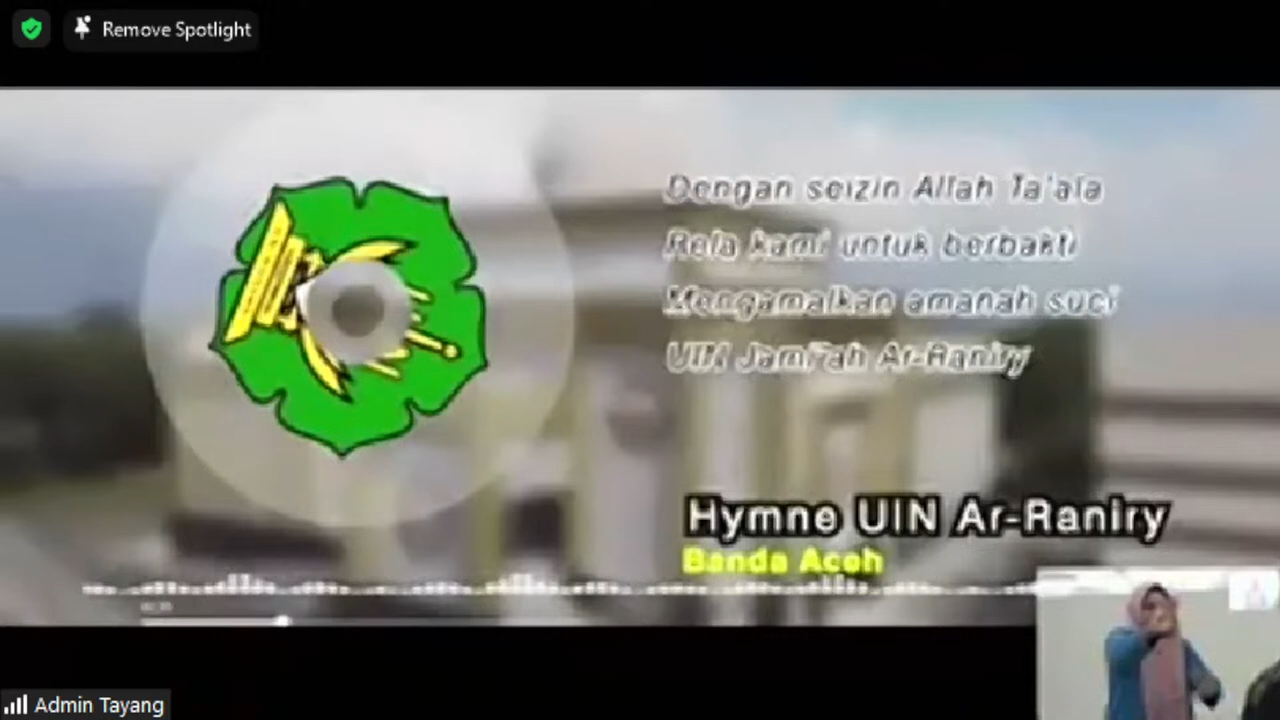 Remove Spotlight
Dengan seizin Allah Ta'ala
Rela kami untuk berbakti
Mengamalkan amanah suci
UIN Jami'ah Ar-Raniry
Hymne UIN Ar-Raniry
Banda Aceh
Admin Tayang